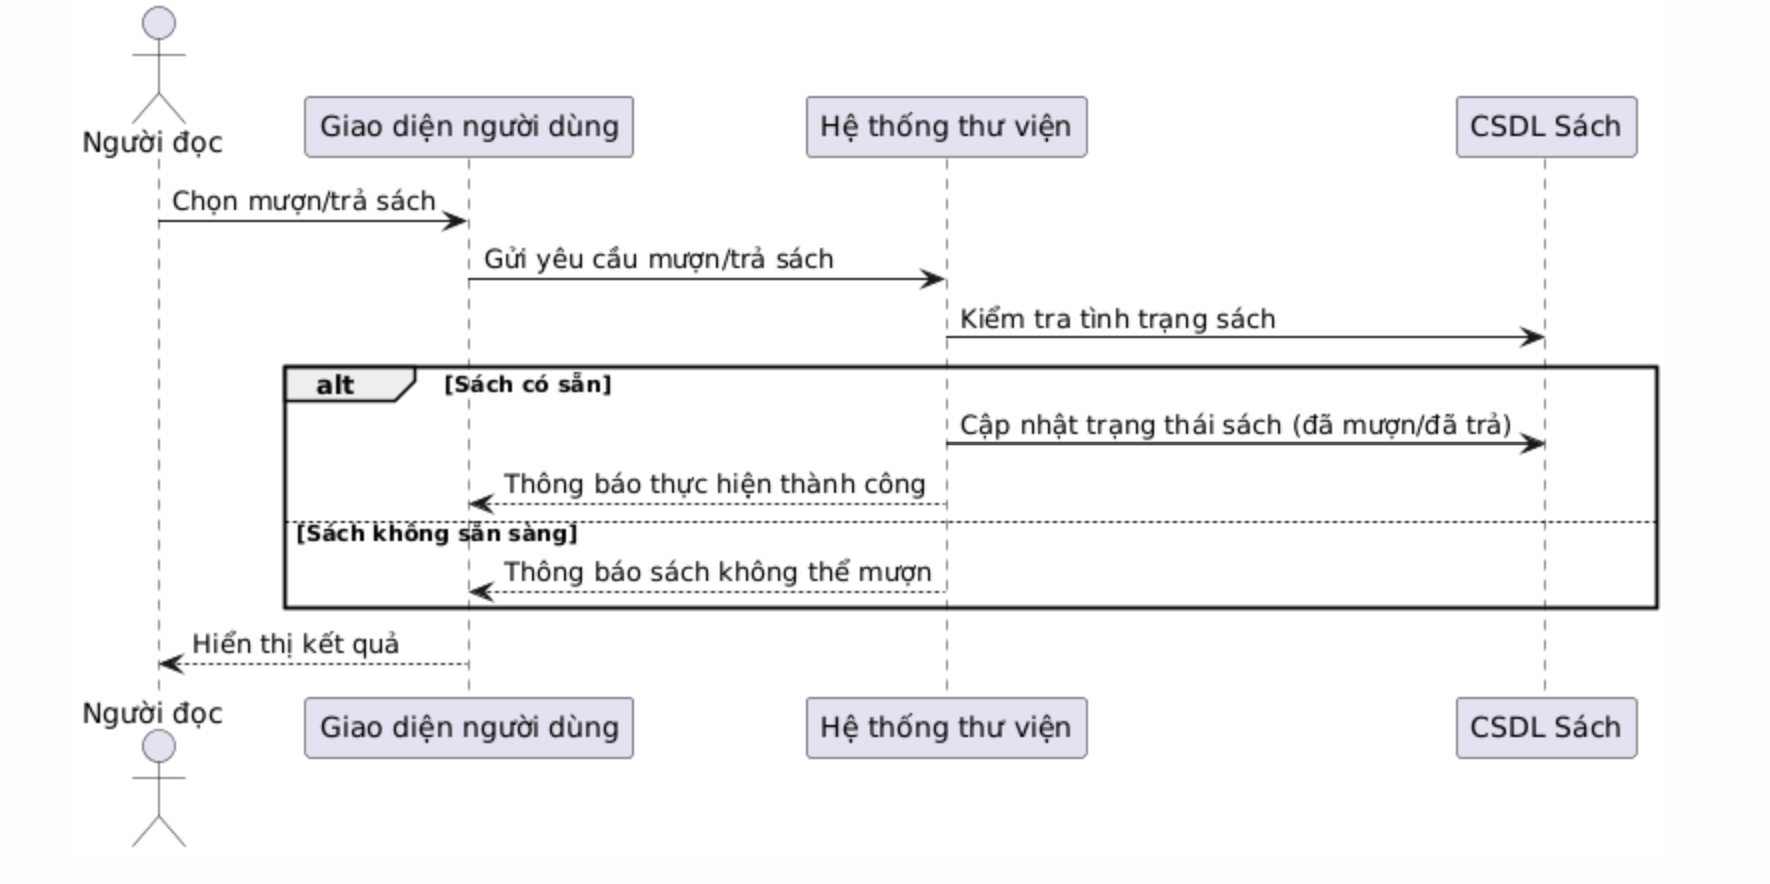 Người đọc
Giao diện người dùng
Hệ thống thư viện
CSDL Sách
Chọn mượn/trả sách
Gửi yêu cầu mượn/trả sách
Kiểm tra tình trạng sách
alt
[Sách có sẵn]
Cập nhật trạng thái sách (đã mượn/đã trả)
Thông báo thực hiện thành công
[Sách không sẵn sàng]
Thông báo sách không thể mượn
Hiển thị kết quả
Người đọc
Giao diện người dùng
Hệ thống thư viện
CSDL Sách